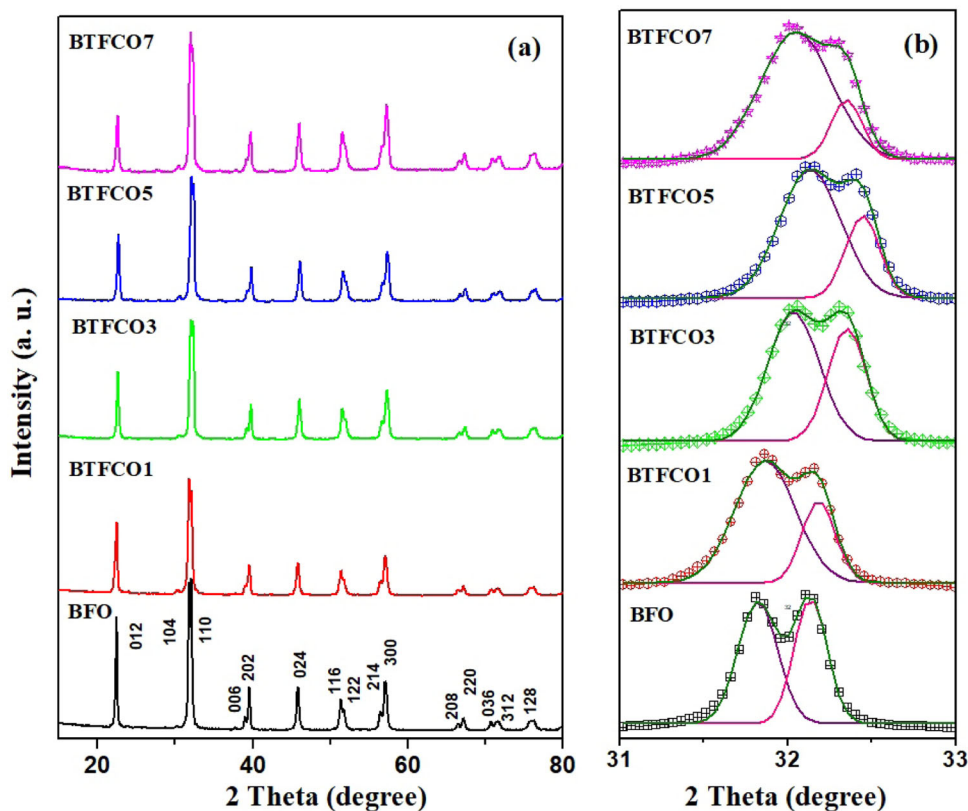 (a)
BTFCO7
BTFCO5
BTFCO3
BTFCO1
BFO
012
104
110
006
202
024
116
122
214
300
208
220
036
312
128
Intensity (a. u.)
20 40 60 80
2 Theta (degree)
(b)
BTFCO7
BTFCO5
BTFCO3
32
BTFCO1
32
BFO
31 32 33
2 Theta (degree)